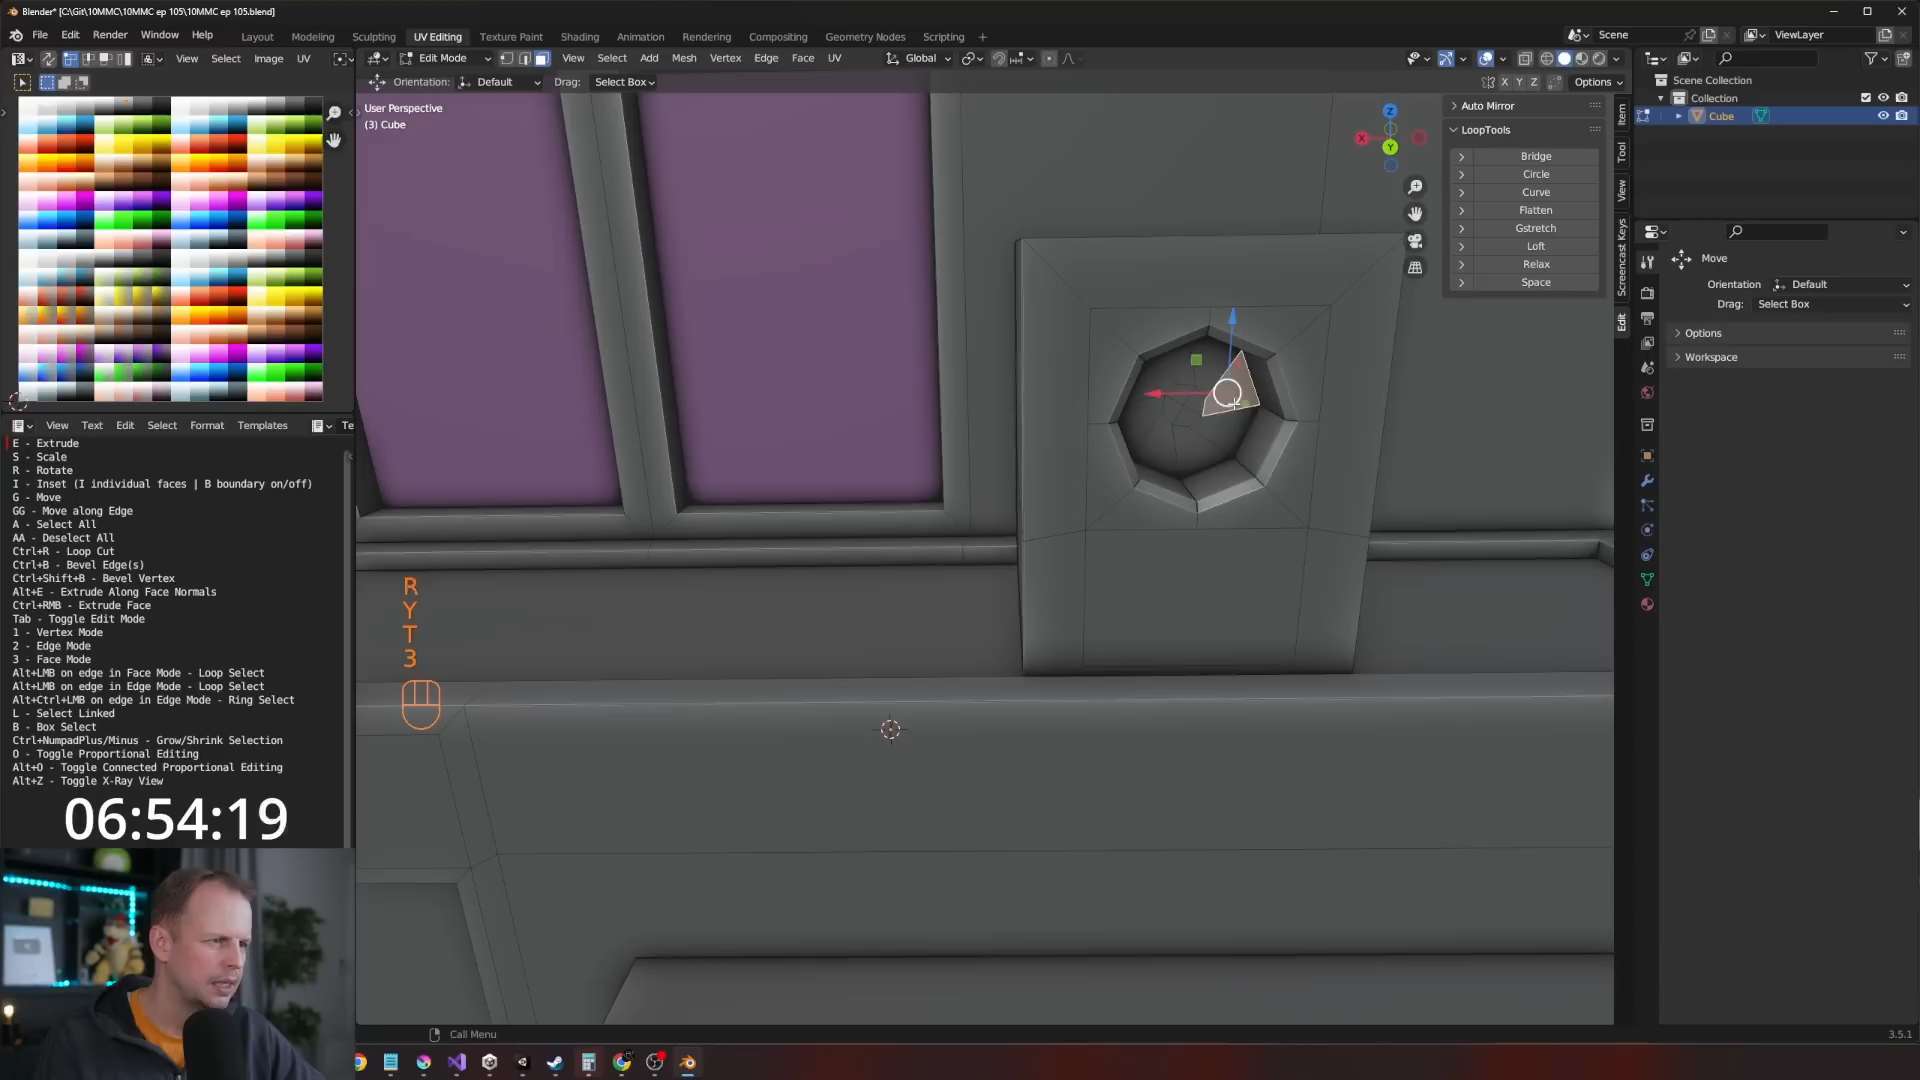 Blender* [C:\Git\10MMC\10MMC ep 105\10MMC ep 105.blend]
File Edit Render Window Help
Layout Modeling Sculpting UV Editing Texture Paint Shading Animation Rendering Compositing Geometry Nodes Scripting +
Scene
ViewLayer
View Select Image UV
Edit Mode
View Select Add Mesh Vertex Edge Face UV
Global
Orientation: Default Drag: Select Box
X Y Z Options
User Perspective
(3) Cube
Z
X
Y
Auto Mirror
LoopTools
Bridge
Circle
Curve
Flatten
Gstretch
Loft
Relax
Space
Item
Tool
View
Screencast Keys
Edit
Scene Collection
Collection
Cube
Move
Orientation Default
Drag: Select Box
Options
Workspace
View Text Edit Select Format Templates Te
E - Extrude
S - Scale
R - Rotate
I - Inset (I individual faces | B boundary on/off)
G - Move
GG - Move along Edge
A - Select All
AA - Deselect All
Ctrl+R - Loop Cut
Ctrl+B - Bevel Edge(s)
Ctrl+Shift+B - Bevel Vertex
Alt+E - Extrude Along Face Normals
Ctrl+RMB - Extrude Face
Tab - Toggle Edit Mode
1 - Vertex Mode
2 - Edge Mode
3 - Face Mode
Alt+LMB on edge in Face Mode - Loop Select
Alt+LMB on edge in Edge Mode - Loop Select
Alt+Ctrl+LMB on edge in Edge Mode - Ring Select
L - Select Linked
B - Box Select
Ctrl+NumpadPlus/Minus - Grow/Shrink Selection
O - Toggle Proportional Editing
Alt+O - Toggle Connected Proportional Editing
Alt+Z - Toggle X-Ray View
R
Y
T
3
06:54:19
Call Menu
3.5.1